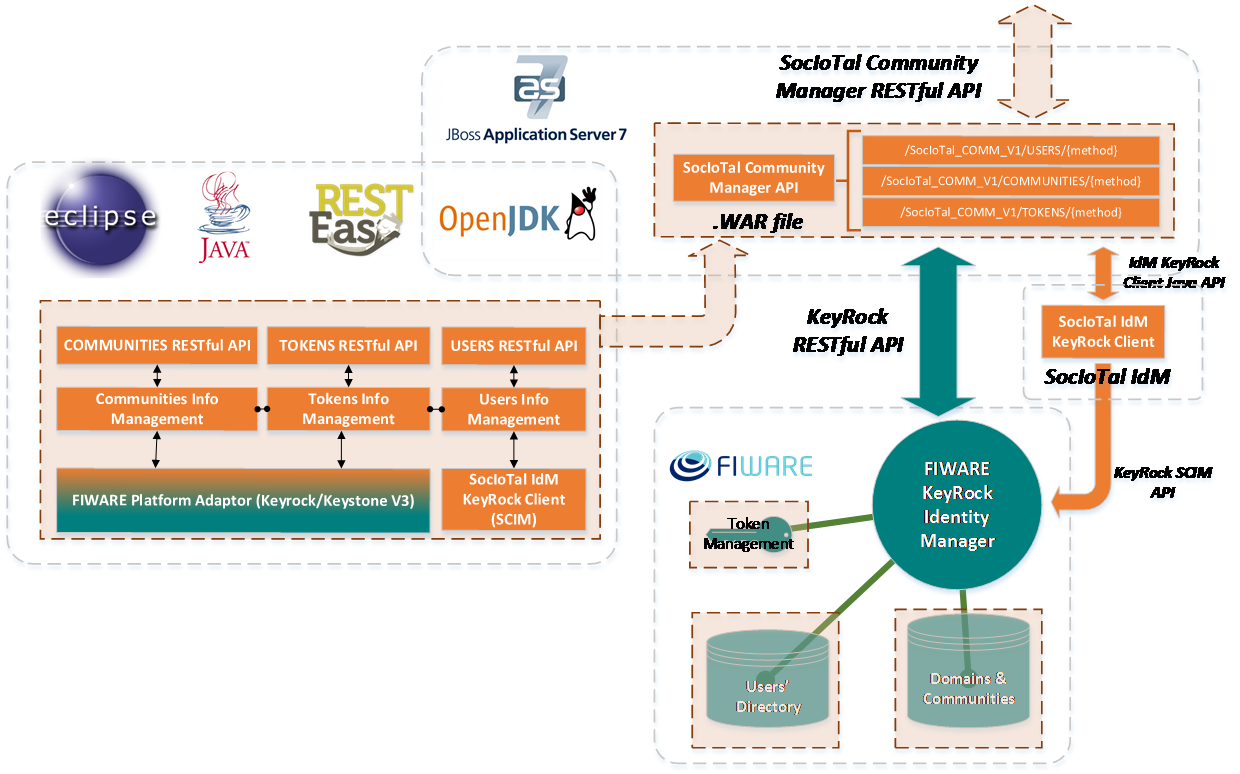 SocIoTal Community
Manager RESTful API
as
7
JBoss Application Server 7
SocIoTal Community
Manager API
.WAR file
/SocIoTal_COMM_V1/USERS/{method}
/SocIoTal_COMM_V1/COMMUNITIES/{method}
/SocIoTal_COMM_V1/TOKENS/{method}
eclipse
JAVA
REST
Easy
OpenJDK
IdM KeyRock
Client Java API
KeyRock
RESTful API
SocIoTal IdM
KeyRock Client
SocIoTal IdM
COMMUNITIES RESTful API
TOKENS RESTful API
USERS RESTful API
Communities Info
Management
Tokens Info
Management
Users Info
Management
FIWARE Platform Adaptor (Keyrock/Keystone V3)
SocIoTal IdM
KeyRock Client
(SCIM)
FIWARE
FIWARE
KeyRock
Identity
Manager
KeyRock SCIM
API
Token
Management
Users'
Directory
Domains &
Communities